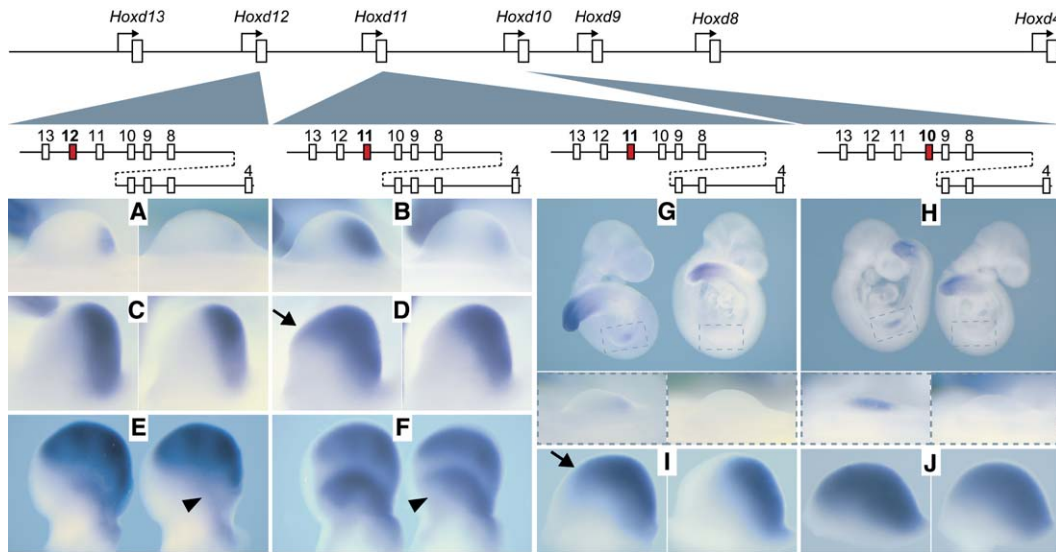 Hoxd13 Hoxd12 Hoxd11 Hoxd10 Hoxd9 Hoxd8 Hoxd4
13 12 11 10 9 8 13 12 11 10 9 8 13 12 11 10 9 8 13 12 11 10 9 8
4 4 4 4
A B G H
C D
E F I J